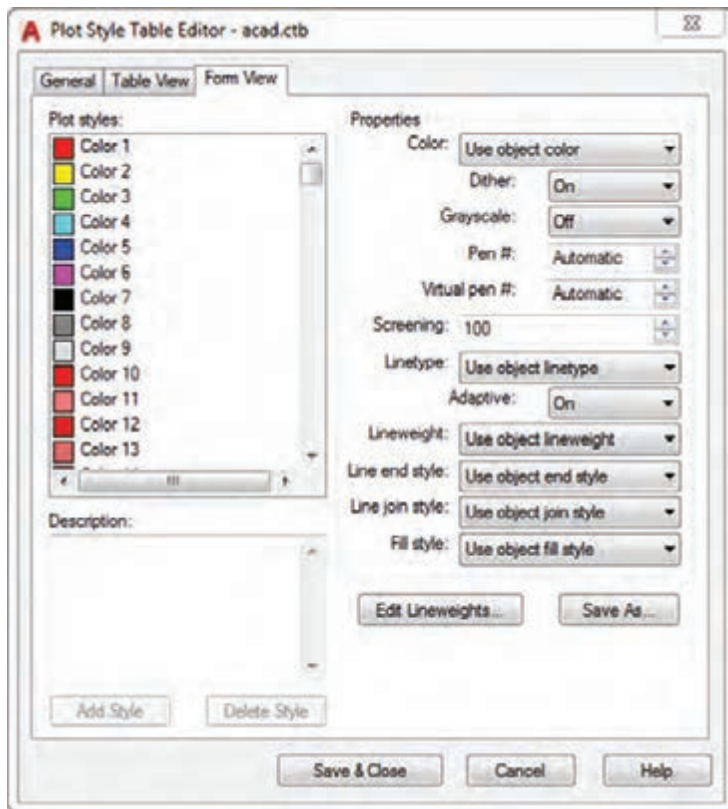 Plot Style Table Editor - acad.ctb
General Table View Form View
Plot styles:
Color 1
Color 2
Color 3
Color 4
Color 5
Color 6
Color 7
Color 8
Color 9
Color 10
Color 11
Color 12
Color 13
Description:
Add Style Delete Style
Properties
Color: Use object color
Dither: On
Grayscale: Off
Pen #: Automatic
Virtual pen #: Automatic
Screening: 100
Linetype: Use object linetype
Adaptive: On
Lineweight: Use object lineweight
Line end style: Use object end style
Line join style: Use object join style
Fill style: Use object fill style
Edit Lineweights... Save As...
Save & Close Cancel Help